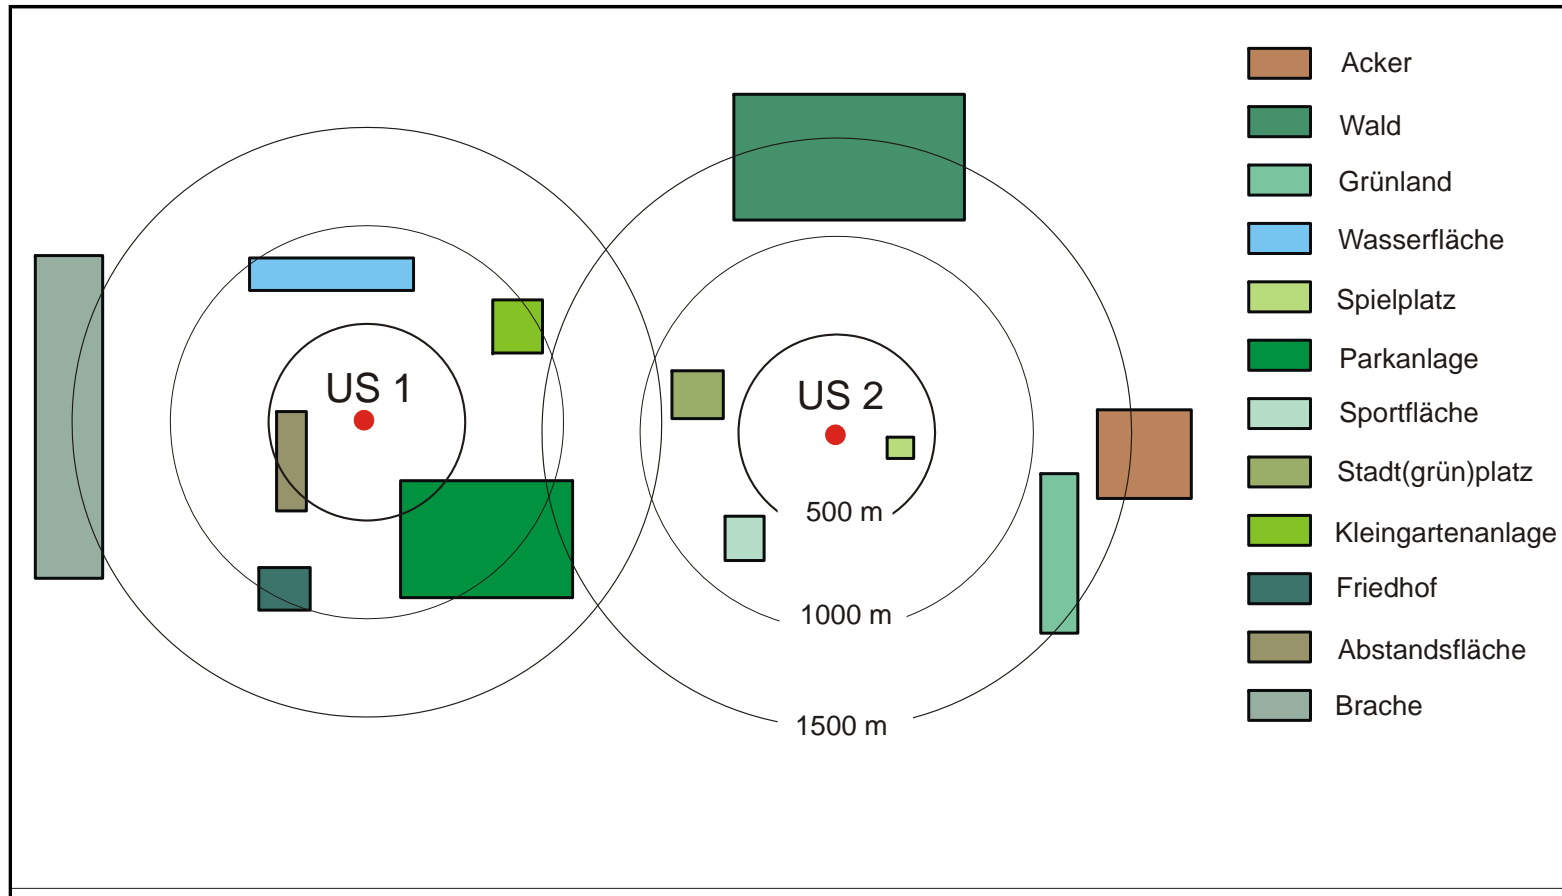 US 1
US 2
500 m
1000 m
1500 m
Acker
Wald
Grünland
Wasserfläche
Spielplatz
Parkanlage
Sportfläche
Stadt(grün)platz
Kleingartenanlage
Friedhof
Abstandsfläche
Brache